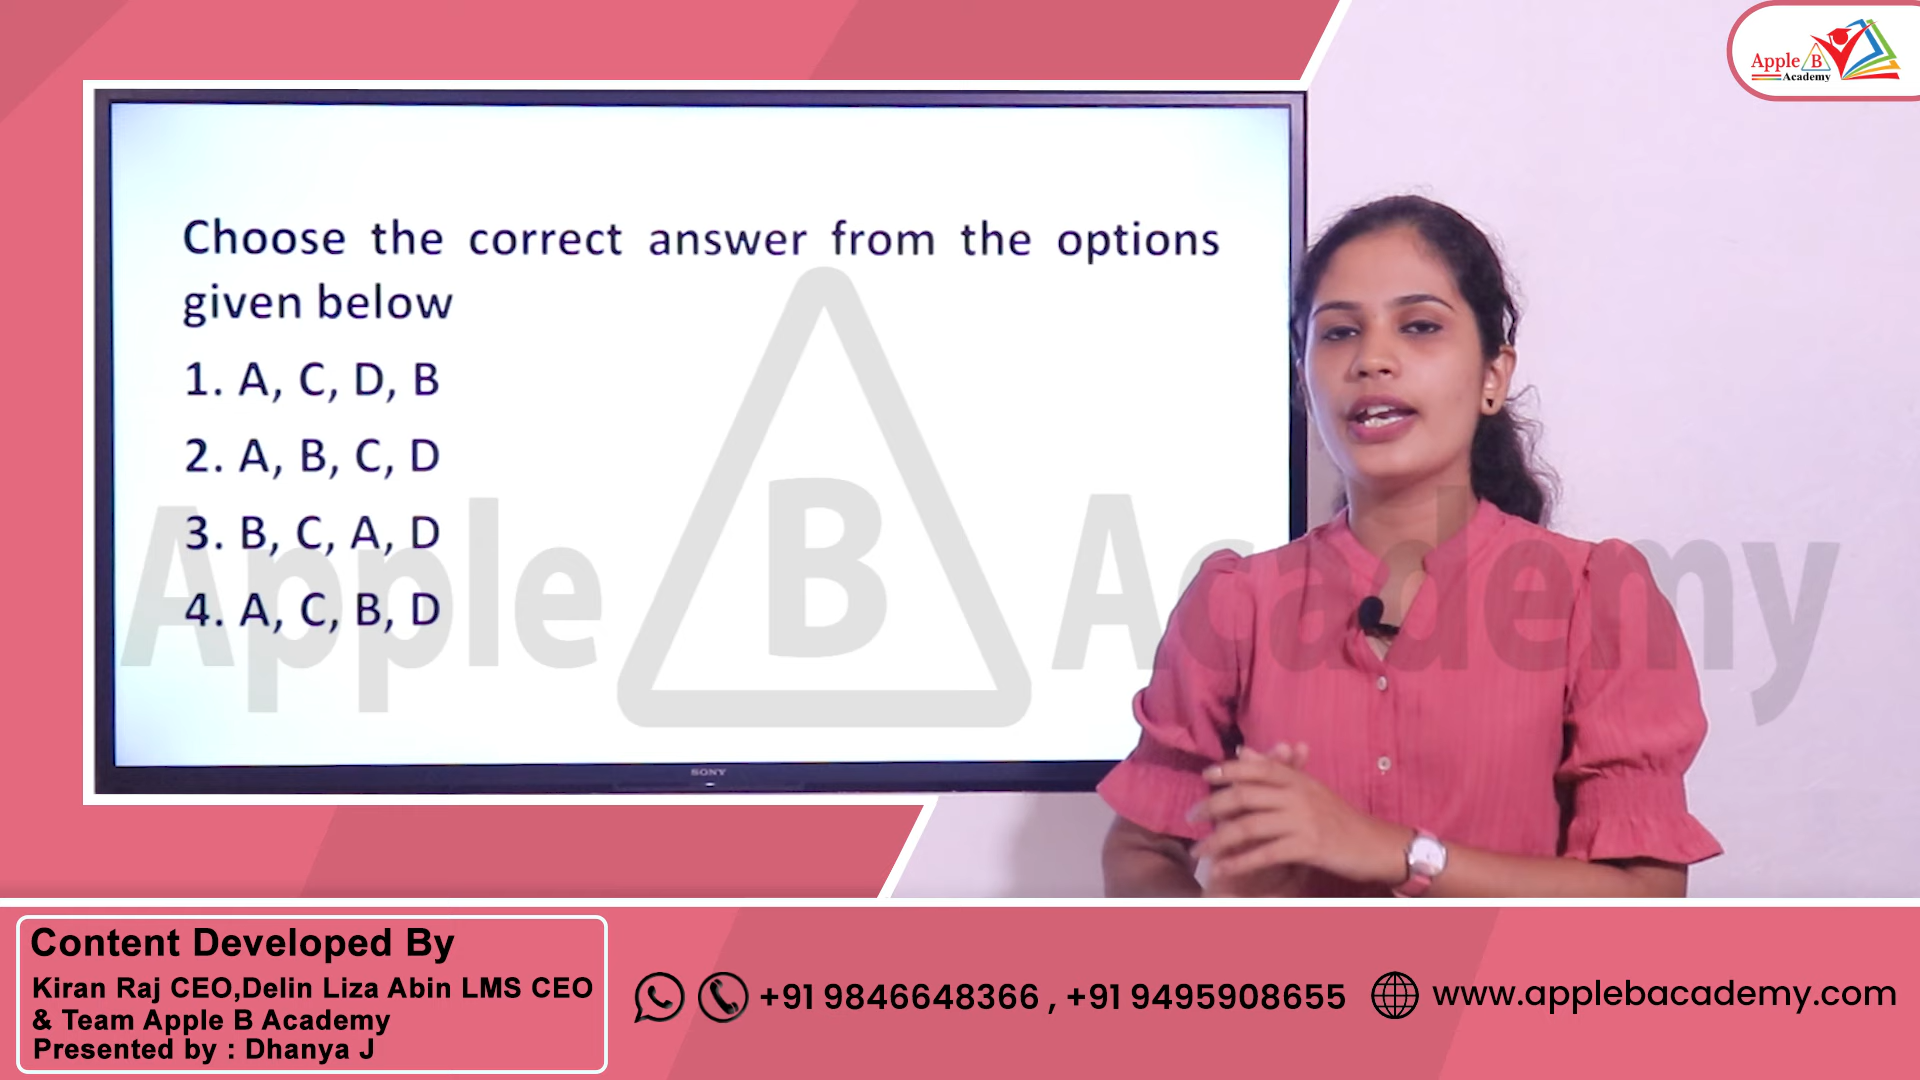 Apple B
Academy
Choose the correct answer from the options
given below
1. A, C, D, B
2. A, B, C, D
3. B, C, A, D
4. A, C, B, D
Apple B Academy
SONY
Content Developed By
Kiran Raj CEO,Delin Liza Abin LMS CEO
& Team Apple B Academy
Presented by : Dhanya J
+91 9846648366 , +91 9495908655
www.applebacademy.com